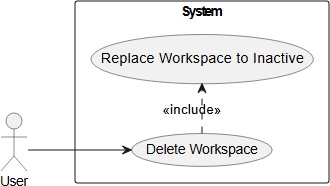 System
Replace Workspace to Inactive
«include»
Delete Workspace
User